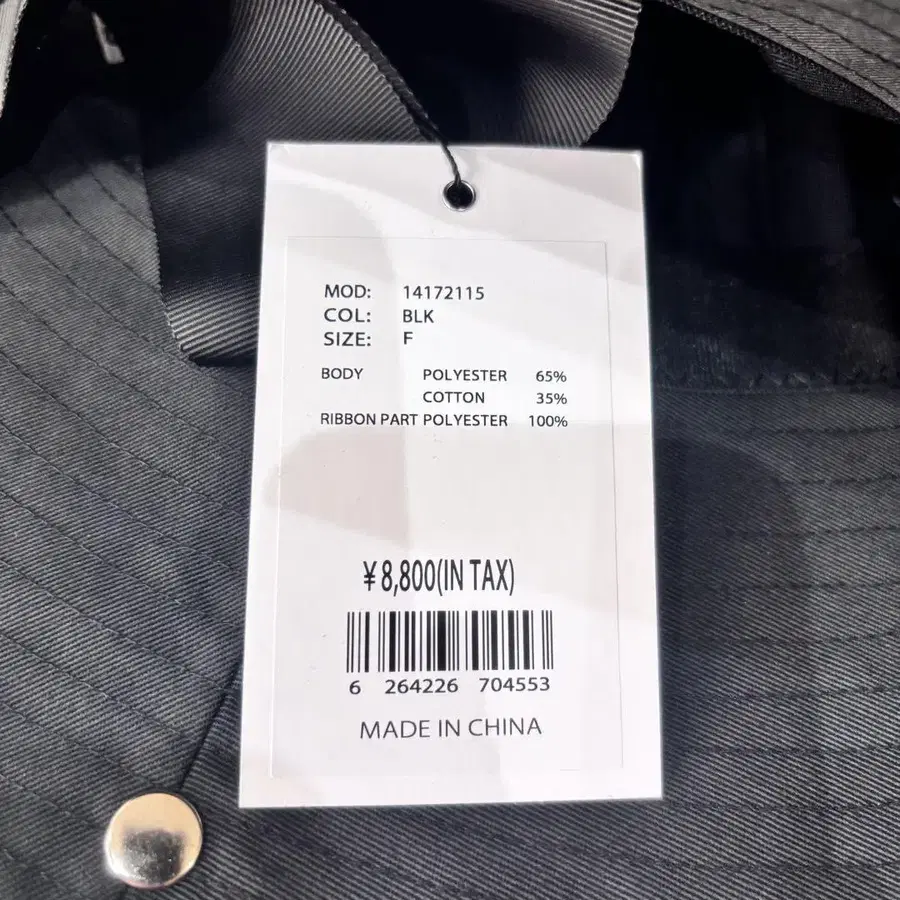 MOD: 14172115
COL: BLK
SIZE: F
BODY POLYESTER 65%
COTTON 35%
RIBBON PART POLYESTER 100%
¥8,800(IN TAX)
6 264226 704553
MADE IN CHINA